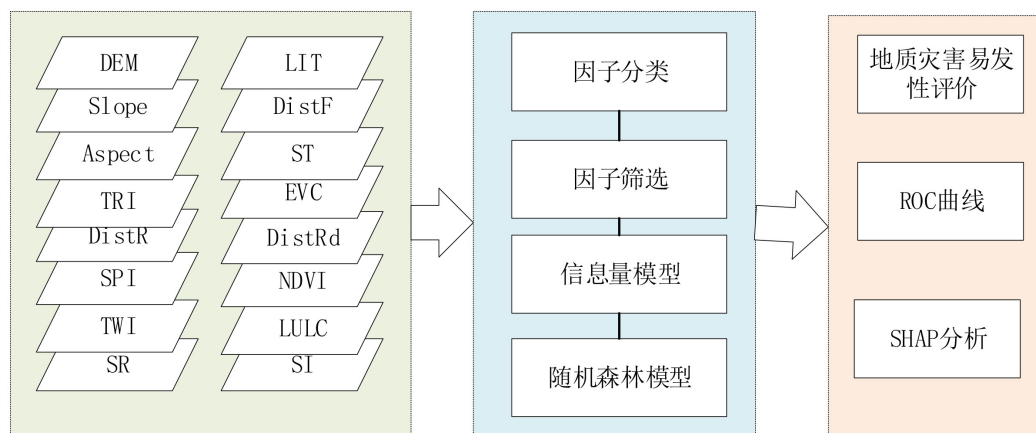 DEM
Slope
Aspect
TRI
DistR
SPI
TWI
SR
LIT
DistF
ST
EVC
DistRd
NDVI
LULC
SI
因子分类
因子筛选
信息量模型
随机森林模型
地质灾害易发
性评价
ROC曲线
SHAP分析